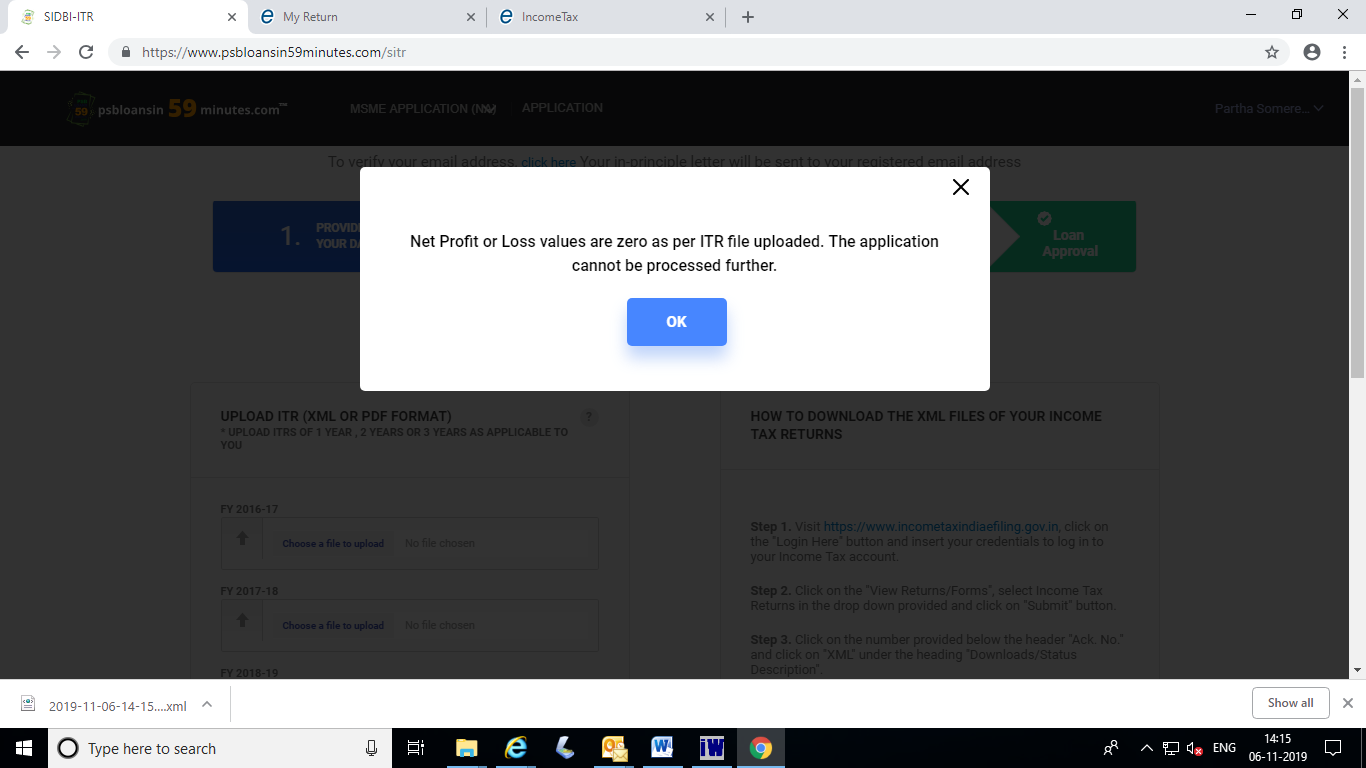 SIDBI-ITR
My Return
IncomeTax
https://www.psbloansin59minutes.com/sitr
psbloansin 59 minutes.com™
MSME APPLICATION
APPLICATION
Partha Somere...
To verify your email address, click here Your in-principle letter will be sent to your registered email address
1.
PROVID
YOUR DA
Loan
Approval
Net Profit or Loss values are zero as per ITR file uploaded. The application
cannot be processed further.
OK
UPLOAD ITR (XML OR PDF FORMAT)
?
* UPLOAD ITRS OF 1 YEAR , 2 YEARS OR 3 YEARS AS APPLICABLE TO
YOU
FY 2016-17
Choose a file to upload No file chosen
FY 2017-18
Choose a file to upload No file chosen
FY 2018-19
HOW TO DOWNLOAD THE XML FILES OF YOUR INCOME
TAX RETURNS
Step 1. Visit https://www.incometaxindiaefiling.gov.in, click on
the "Login Here" button and insert your credentials to log in to
your Income Tax account.
Step 2. Click on the "View Returns/Forms", select Income Tax
Returns in the drop down provided and click on "Submit" button.
Step 3. Click on the number provided below the header "Ack. No."
and click on "XML" under the heading "Downloads/Status
Description".
2019-11-06-14-15....xml
Show all
Type here to search
ENG
14:15
06-11-2019